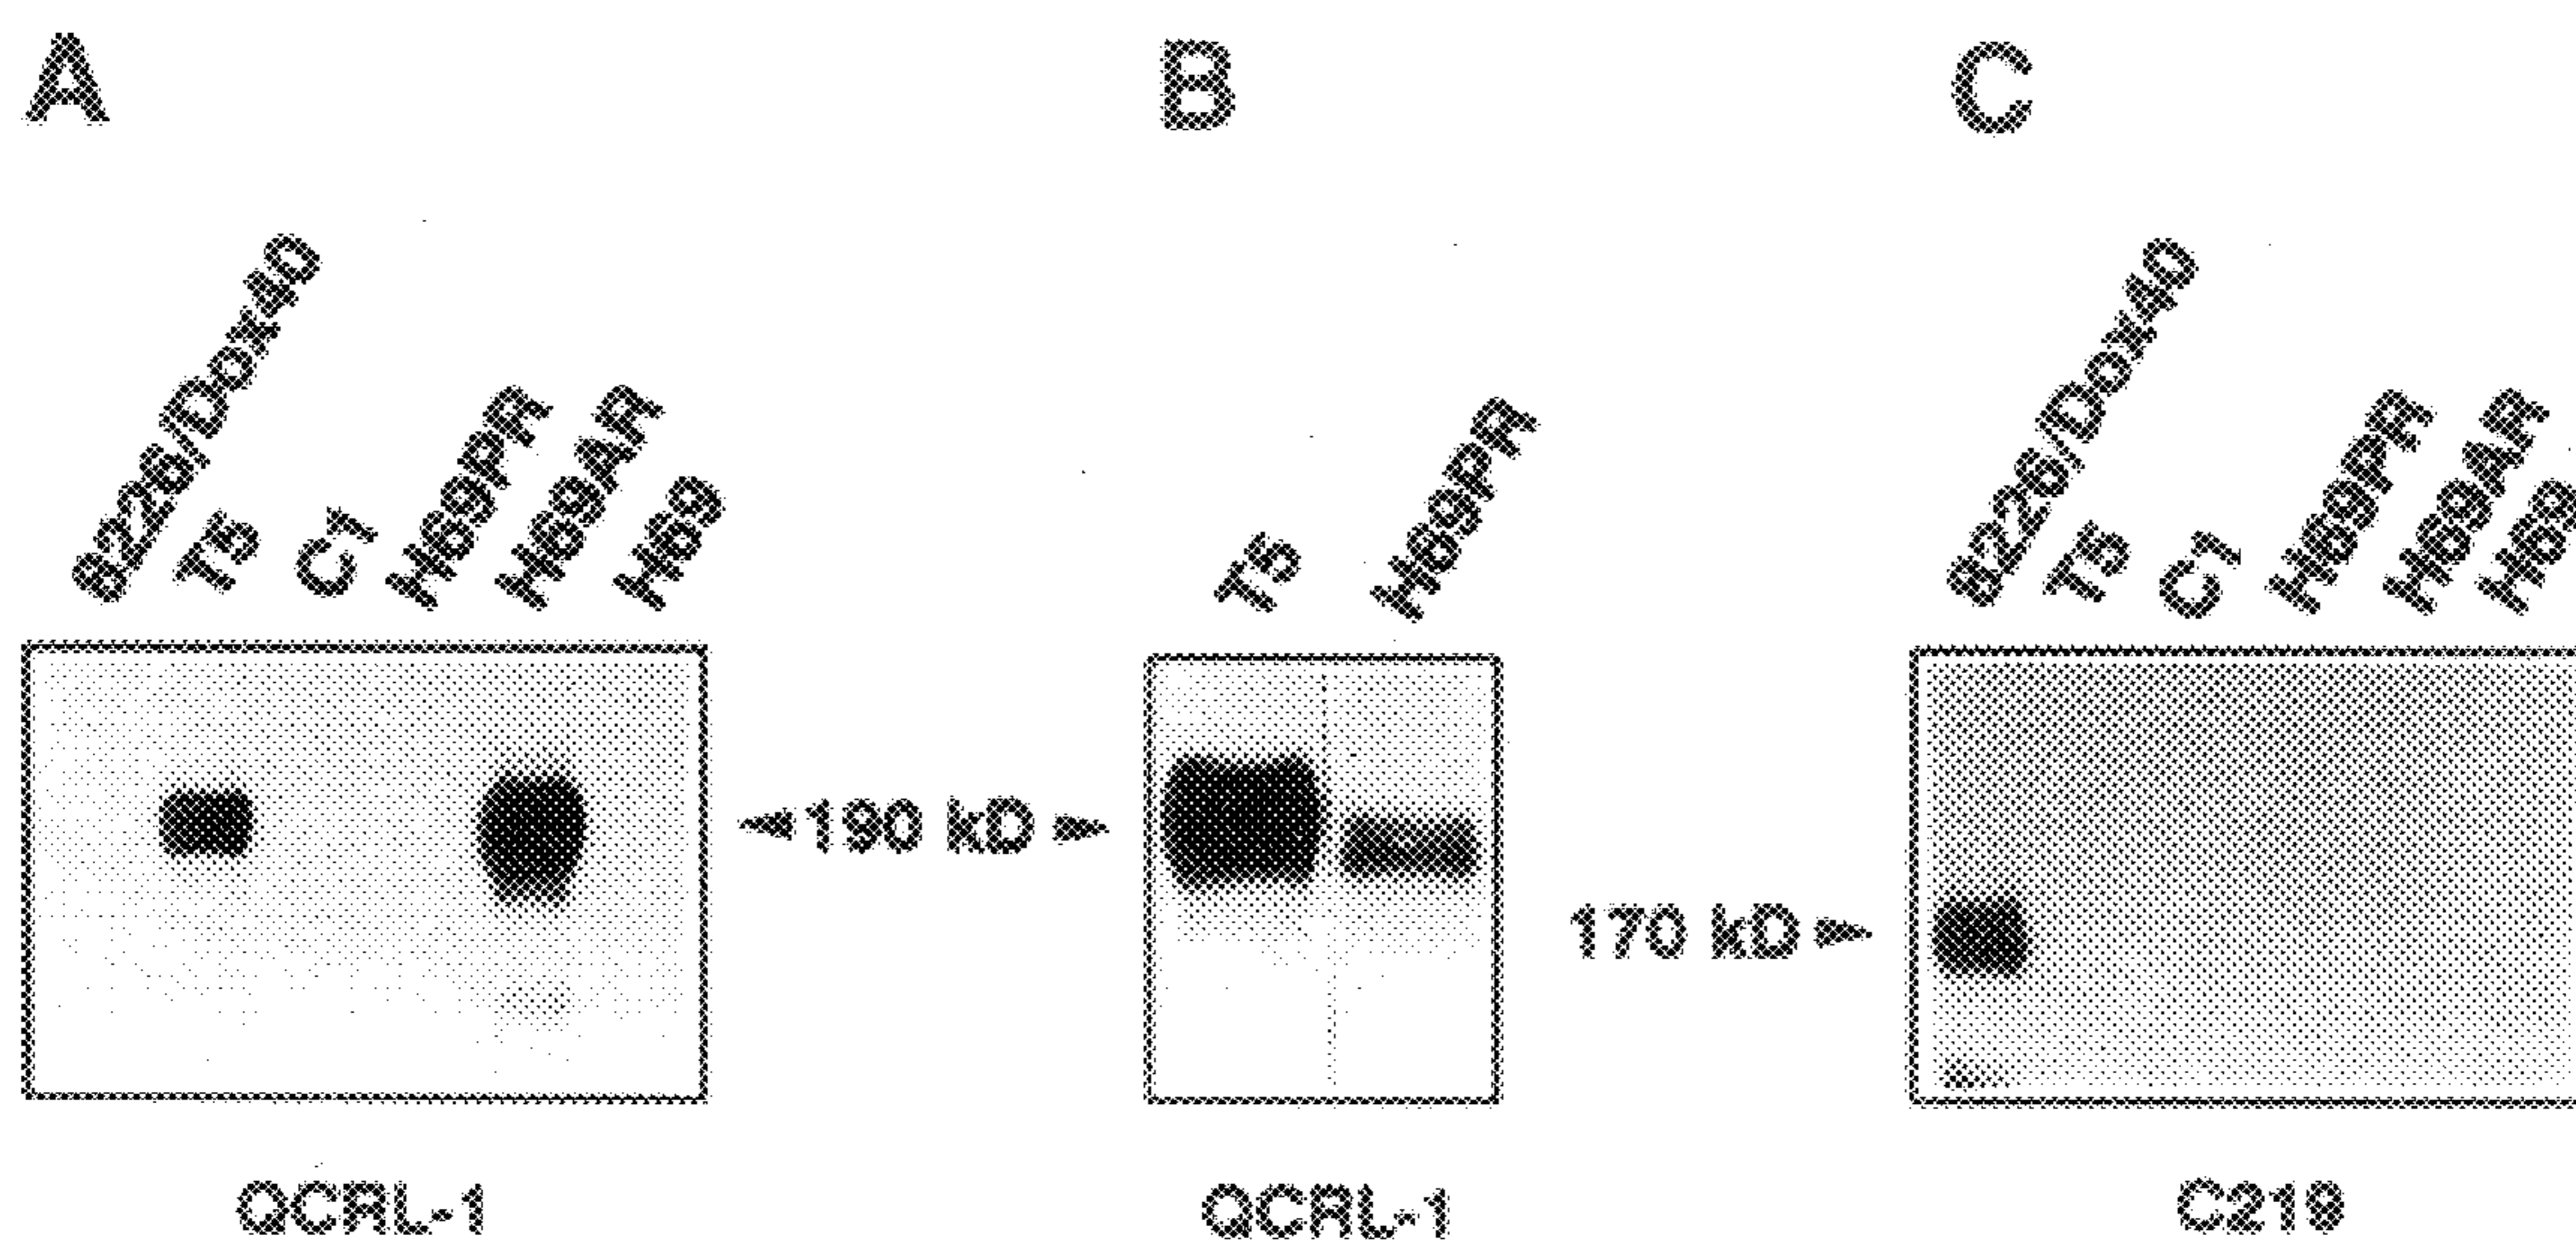 A B C
8226/Dox40 T5 C1 H69PR H69AR H69
T5 H69PR
8226/Dox40 T5 C1 H69PR H69AR H69
190 kD
170 kD
QCRL-1 QCRL-1 C219